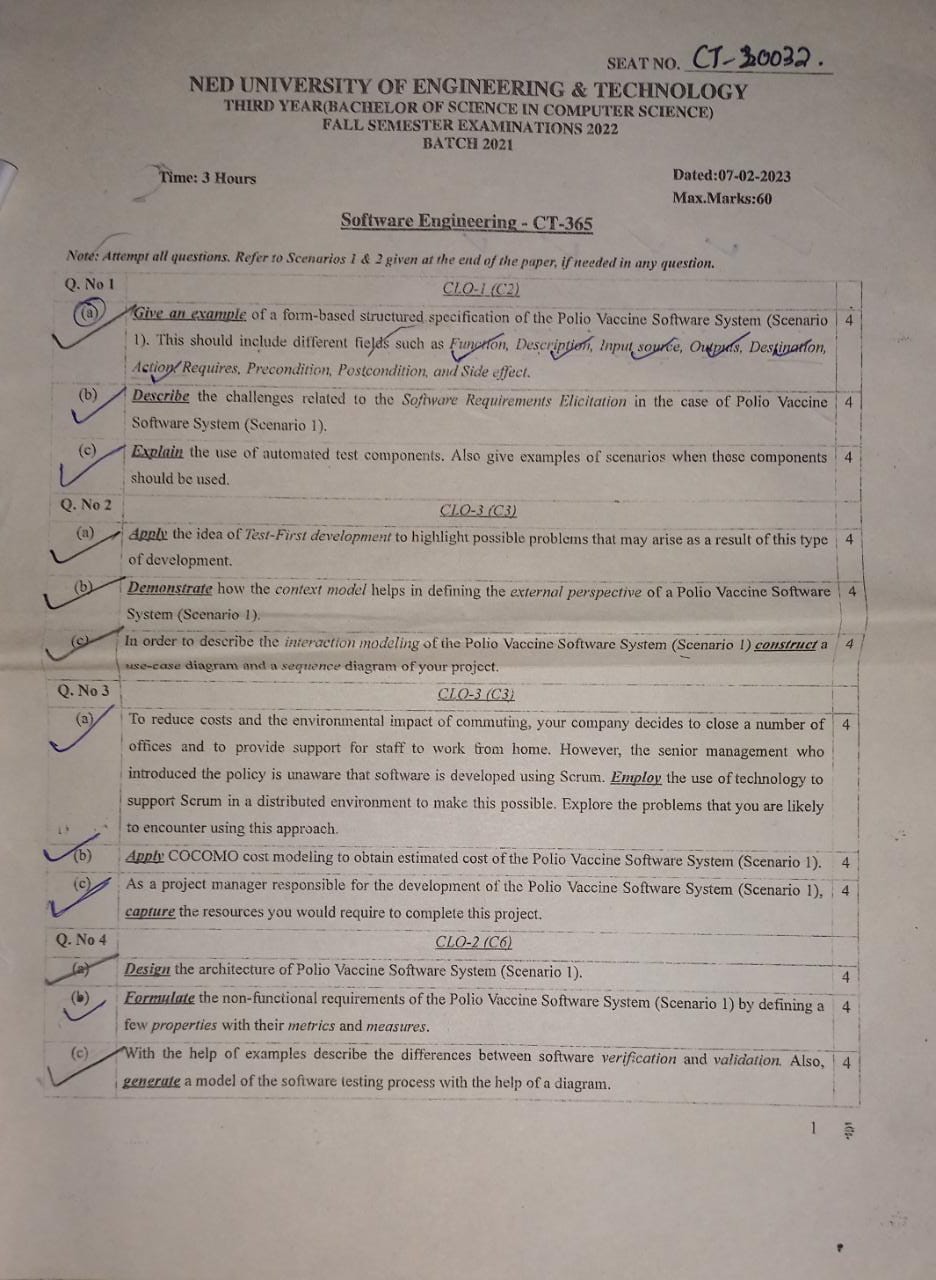 SEAT NO. CT-30032.
NED UNIVERSITY OF ENGINEERING & TECHNOLOGY
THIRD YEAR(BACHELOR OF SCIENCE IN COMPUTER SCIENCE)
FALL SEMESTER EXAMINATIONS 2022
BATCH 2021
Time: 3 Hours Dated:07-02-2023
Max.Marks:60
Software Engineering - CT-365
Note: Attempt all questions. Refer to Scenarios 1 & 2 given at the end of the paper, if needed in any question.
Q. No 1 CLO-1 (C2)
(a) Give an example of a form-based structured specification of the Polio Vaccine Software System (Scenario 4
1). This should include different fields such as Function, Description, Input source, Outputs, Destination,
Action, Requires, Precondition, Postcondition, and Side effect.
(b) Describe the challenges related to the Software Requirements Elicitation in the case of Polio Vaccine 4
Software System (Scenario 1).
(c) Explain the use of automated test components. Also give examples of scenarios when these components 4
should be used.
Q. No 2 CLO-3 (C3)
(a) Apply the idea of Test-First development to highlight possible problems that may arise as a result of this type 4
of development.
(b) Demonstrate how the context model helps in defining the external perspective of a Polio Vaccine Software 4
System (Scenario 1).
(c) In order to describe the interaction modeling of the Polio Vaccine Software System (Scenario 1) construct a 4
use-case diagram and a sequence diagram of your project.
Q. No 3 CLO-3 (C3)
(a) To reduce costs and the environmental impact of commuting, your company decides to close a number of 4
offices and to provide support for staff to work from home. However, the senior management who
introduced the policy is unaware that software is developed using Scrum. Employ the use of technology to
support Scrum in a distributed environment to make this possible. Explore the problems that you are likely
to encounter using this approach.
(b) Apply COCOMO cost modeling to obtain estimated cost of the Polio Vaccine Software System (Scenario 1). 4
(c) As a project manager responsible for the development of the Polio Vaccine Software System (Scenario 1), 4
capture the resources you would require to complete this project.
Q. No 4 CLO-2 (C6)
(a) Design the architecture of Polio Vaccine Software System (Scenario 1). 4
(b) Formulate the non-functional requirements of the Polio Vaccine Software System (Scenario 1) by defining a 4
few properties with their metrics and measures.
(c) With the help of examples describe the differences between software verification and validation. Also, 4
generate a model of the software testing process with the help of a diagram.
1